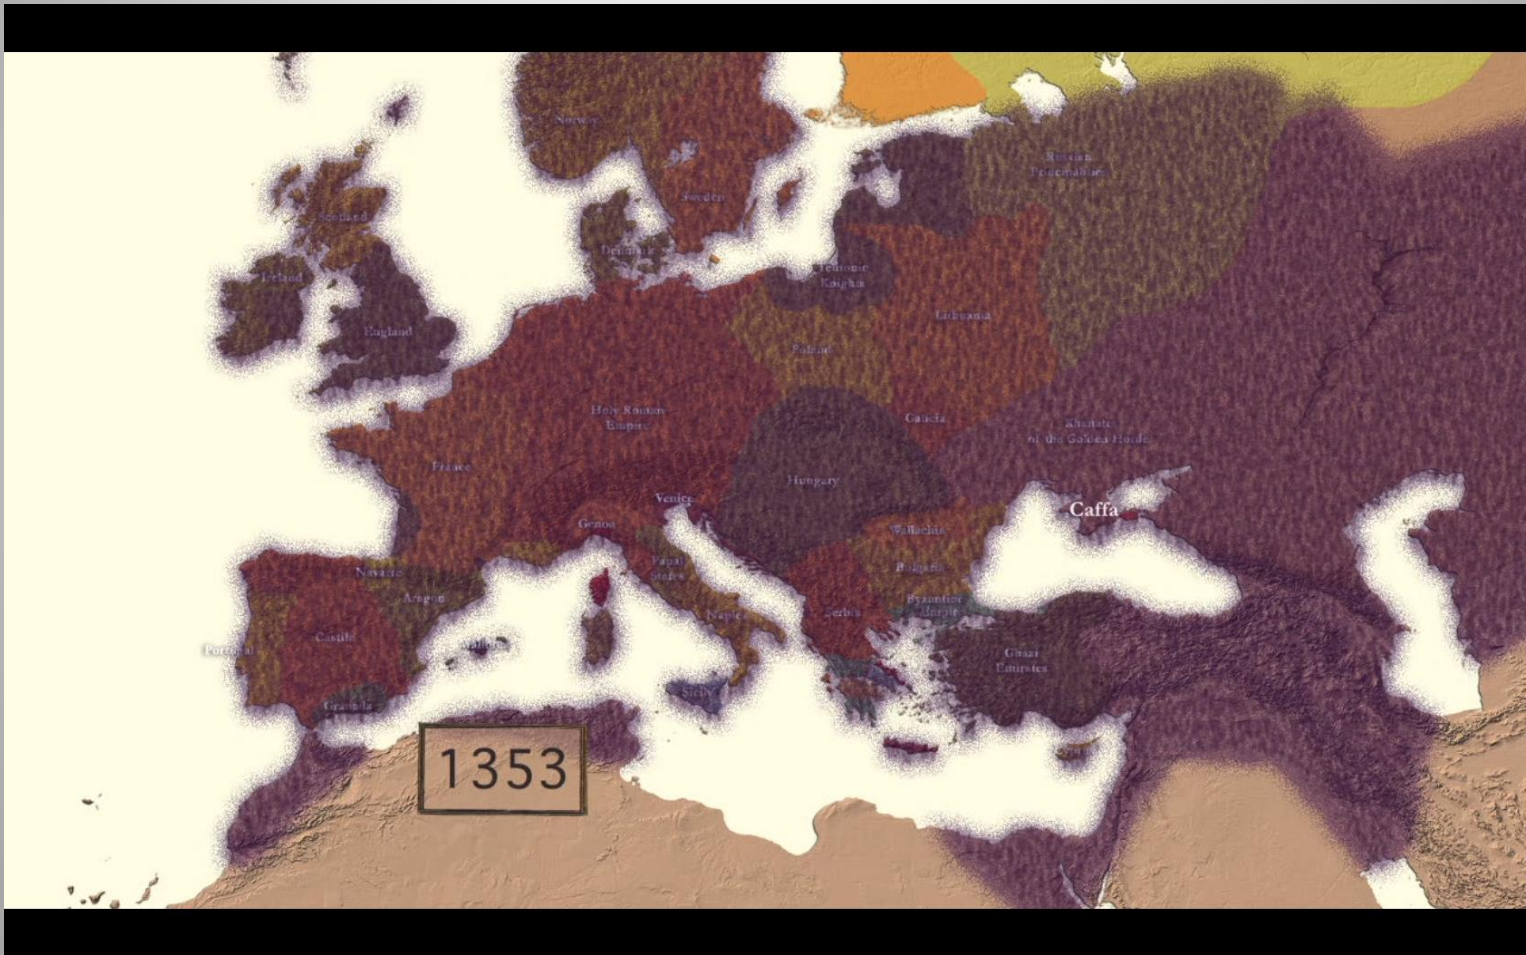 Norway
Sweden
Scotland
Ireland
England
Denmark
Teutonic
Knights
Russian
Principalities
Lithuania
Poland
Holy Roman
Empire
Galicia
Khanate
of the Golden Horde
France
Hungary
Venice
Caffa
Genoa
Wallachia
Papal
States
Bulgaria
Navarre
Aragon
Byzantine
Empire
Naples
Serbia
Castile
Portugal
Ghazi
Emirates
Sicily
Granada
1353